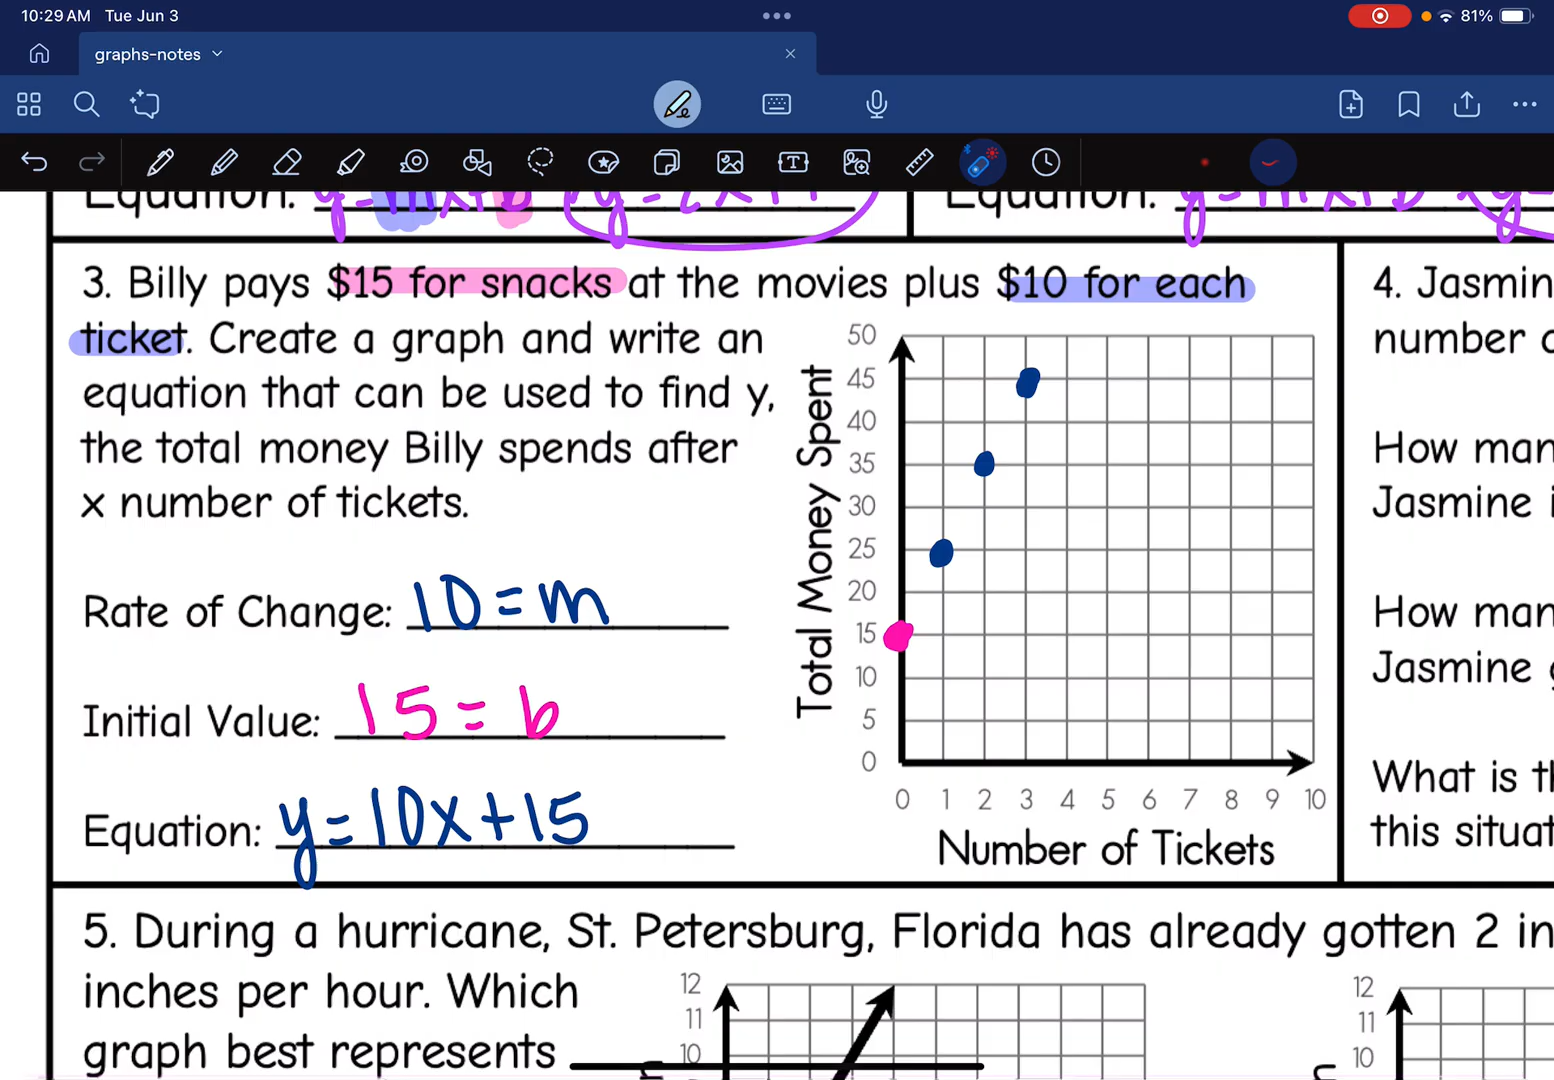 10:29 AM Tue Jun 3
81%
graphs-notes
Equation: y=mx+b
Equation: y=mx+b
3. Billy pays $15 for snacks at the movies plus $10 for each
ticket. Create a graph and write an
equation that can be used to find y,
the total money Billy spends after
x number of tickets.
Rate of Change: 10=m
Initial Value: 15=b
Equation: y=10x+15
Total Money Spent
50
45
40
35
30
25
20
15
10
5
0
0 1 2 3 4 5 6 7 8 9 10
Number of Tickets
4. Jasmin
number
How man
Jasmine i
How man
Jasmine
What is th
this situat
5. During a hurricane, St. Petersburg, Florida has already gotten 2 in
inches per hour. Which
graph best represents
12
11
10
12
11
10